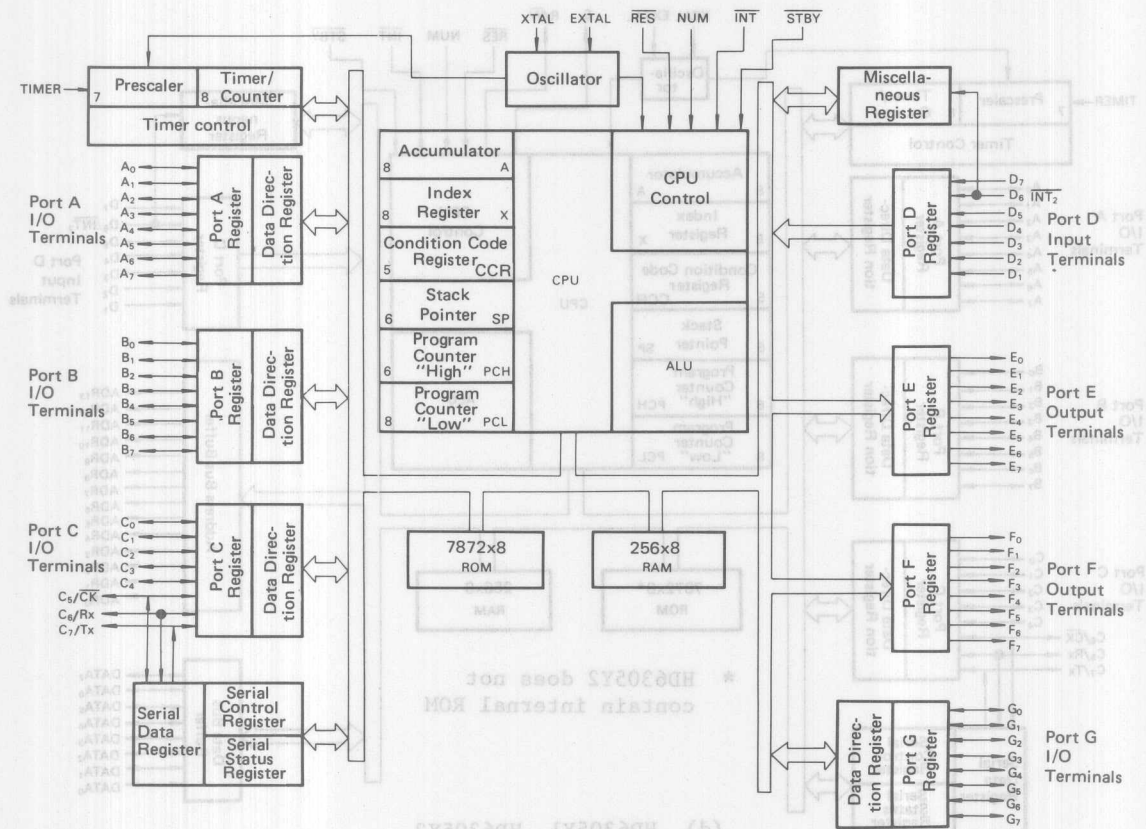 XTAL EXTAL RES NUM INT STBY
TIMER
Prescaler
7
Timer/
Counter
8
Timer control
Oscillator
Miscella-
neous
Register
Port A
I/O
Terminals
A0
A1
A2
A3
A4
A5
A6
A7
Port A
Register
Data Direc-
tion Register
Accumulator
8 A
Index
Register
8 X
Condition Code
Register
5 CCR
Stack
Pointer
6 SP
Program
Counter
"High"
6 PCH
Program
Counter
"Low"
8 PCL
CPU
CPU
Control
ALU
Port D
Register
D7
D6
INT2
D5
D4
D3
D2
D1
Port D
Input
Terminals
Port B
I/O
Terminals
B0
B1
B2
B3
B4
B5
B6
B7
Port B
Register
Data Direc-
tion Register
Port E
Register
E0
E1
E2
E3
E4
E5
E6
E7
Port E
Output
Terminals
Port C
I/O
Terminals
C0
C1
C2
C3
C4
C5/CK
C6/Rx
C7/Tx
Port C
Register
Data Direc-
tion Register
7872x8
ROM
256x8
RAM
Port F
Register
F0
F1
F2
F3
F4
F5
F6
F7
Port F
Output
Terminals
Serial
Data
Register
Serial
Control
Register
Serial
Status
Register
Data Direc-
tion Register
Port G
Register
G0
G1
G2
G3
G4
G5
G6
G7
Port G
I/O
Terminals
* HD6305Y2 does not
contain internal ROM